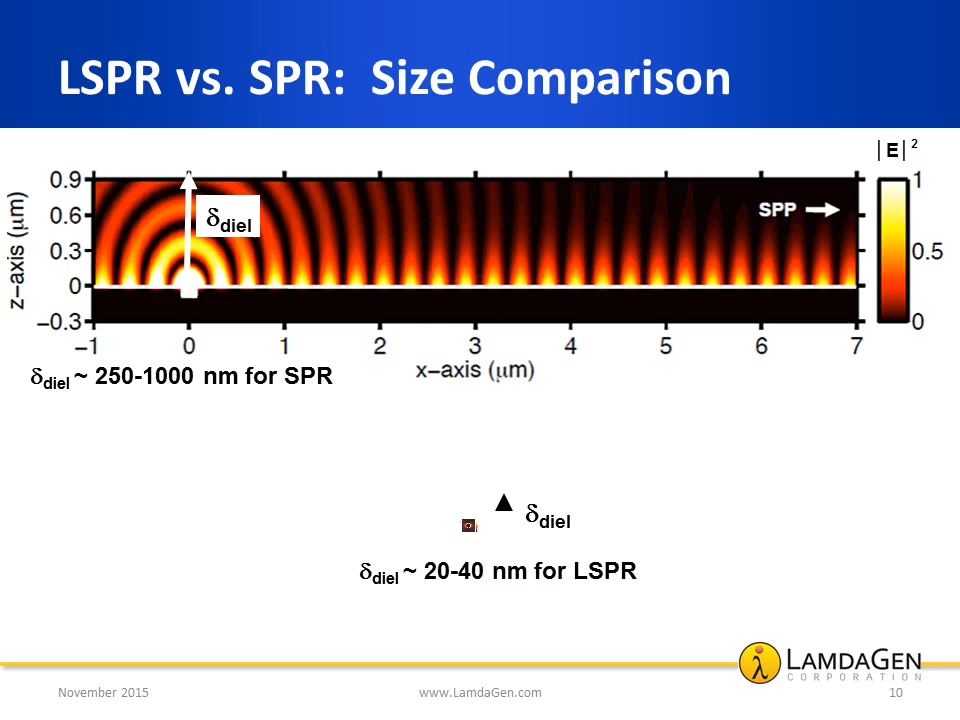 LSPR vs. SPR:  Size Comparison
|E|²
0.9
0.6
0.3
0
−0.3
z−axis (μm)
δdiel
SPP
1
0.5
0
−1 0 1 2 3 4 5 6 7
x−axis (μm)
δdiel ~ 250-1000 nm for SPR
δdiel
δdiel ~ 20-40 nm for LSPR
λ LAMDAGEN
CORPORATION
November 2015
www.LamdaGen.com
10